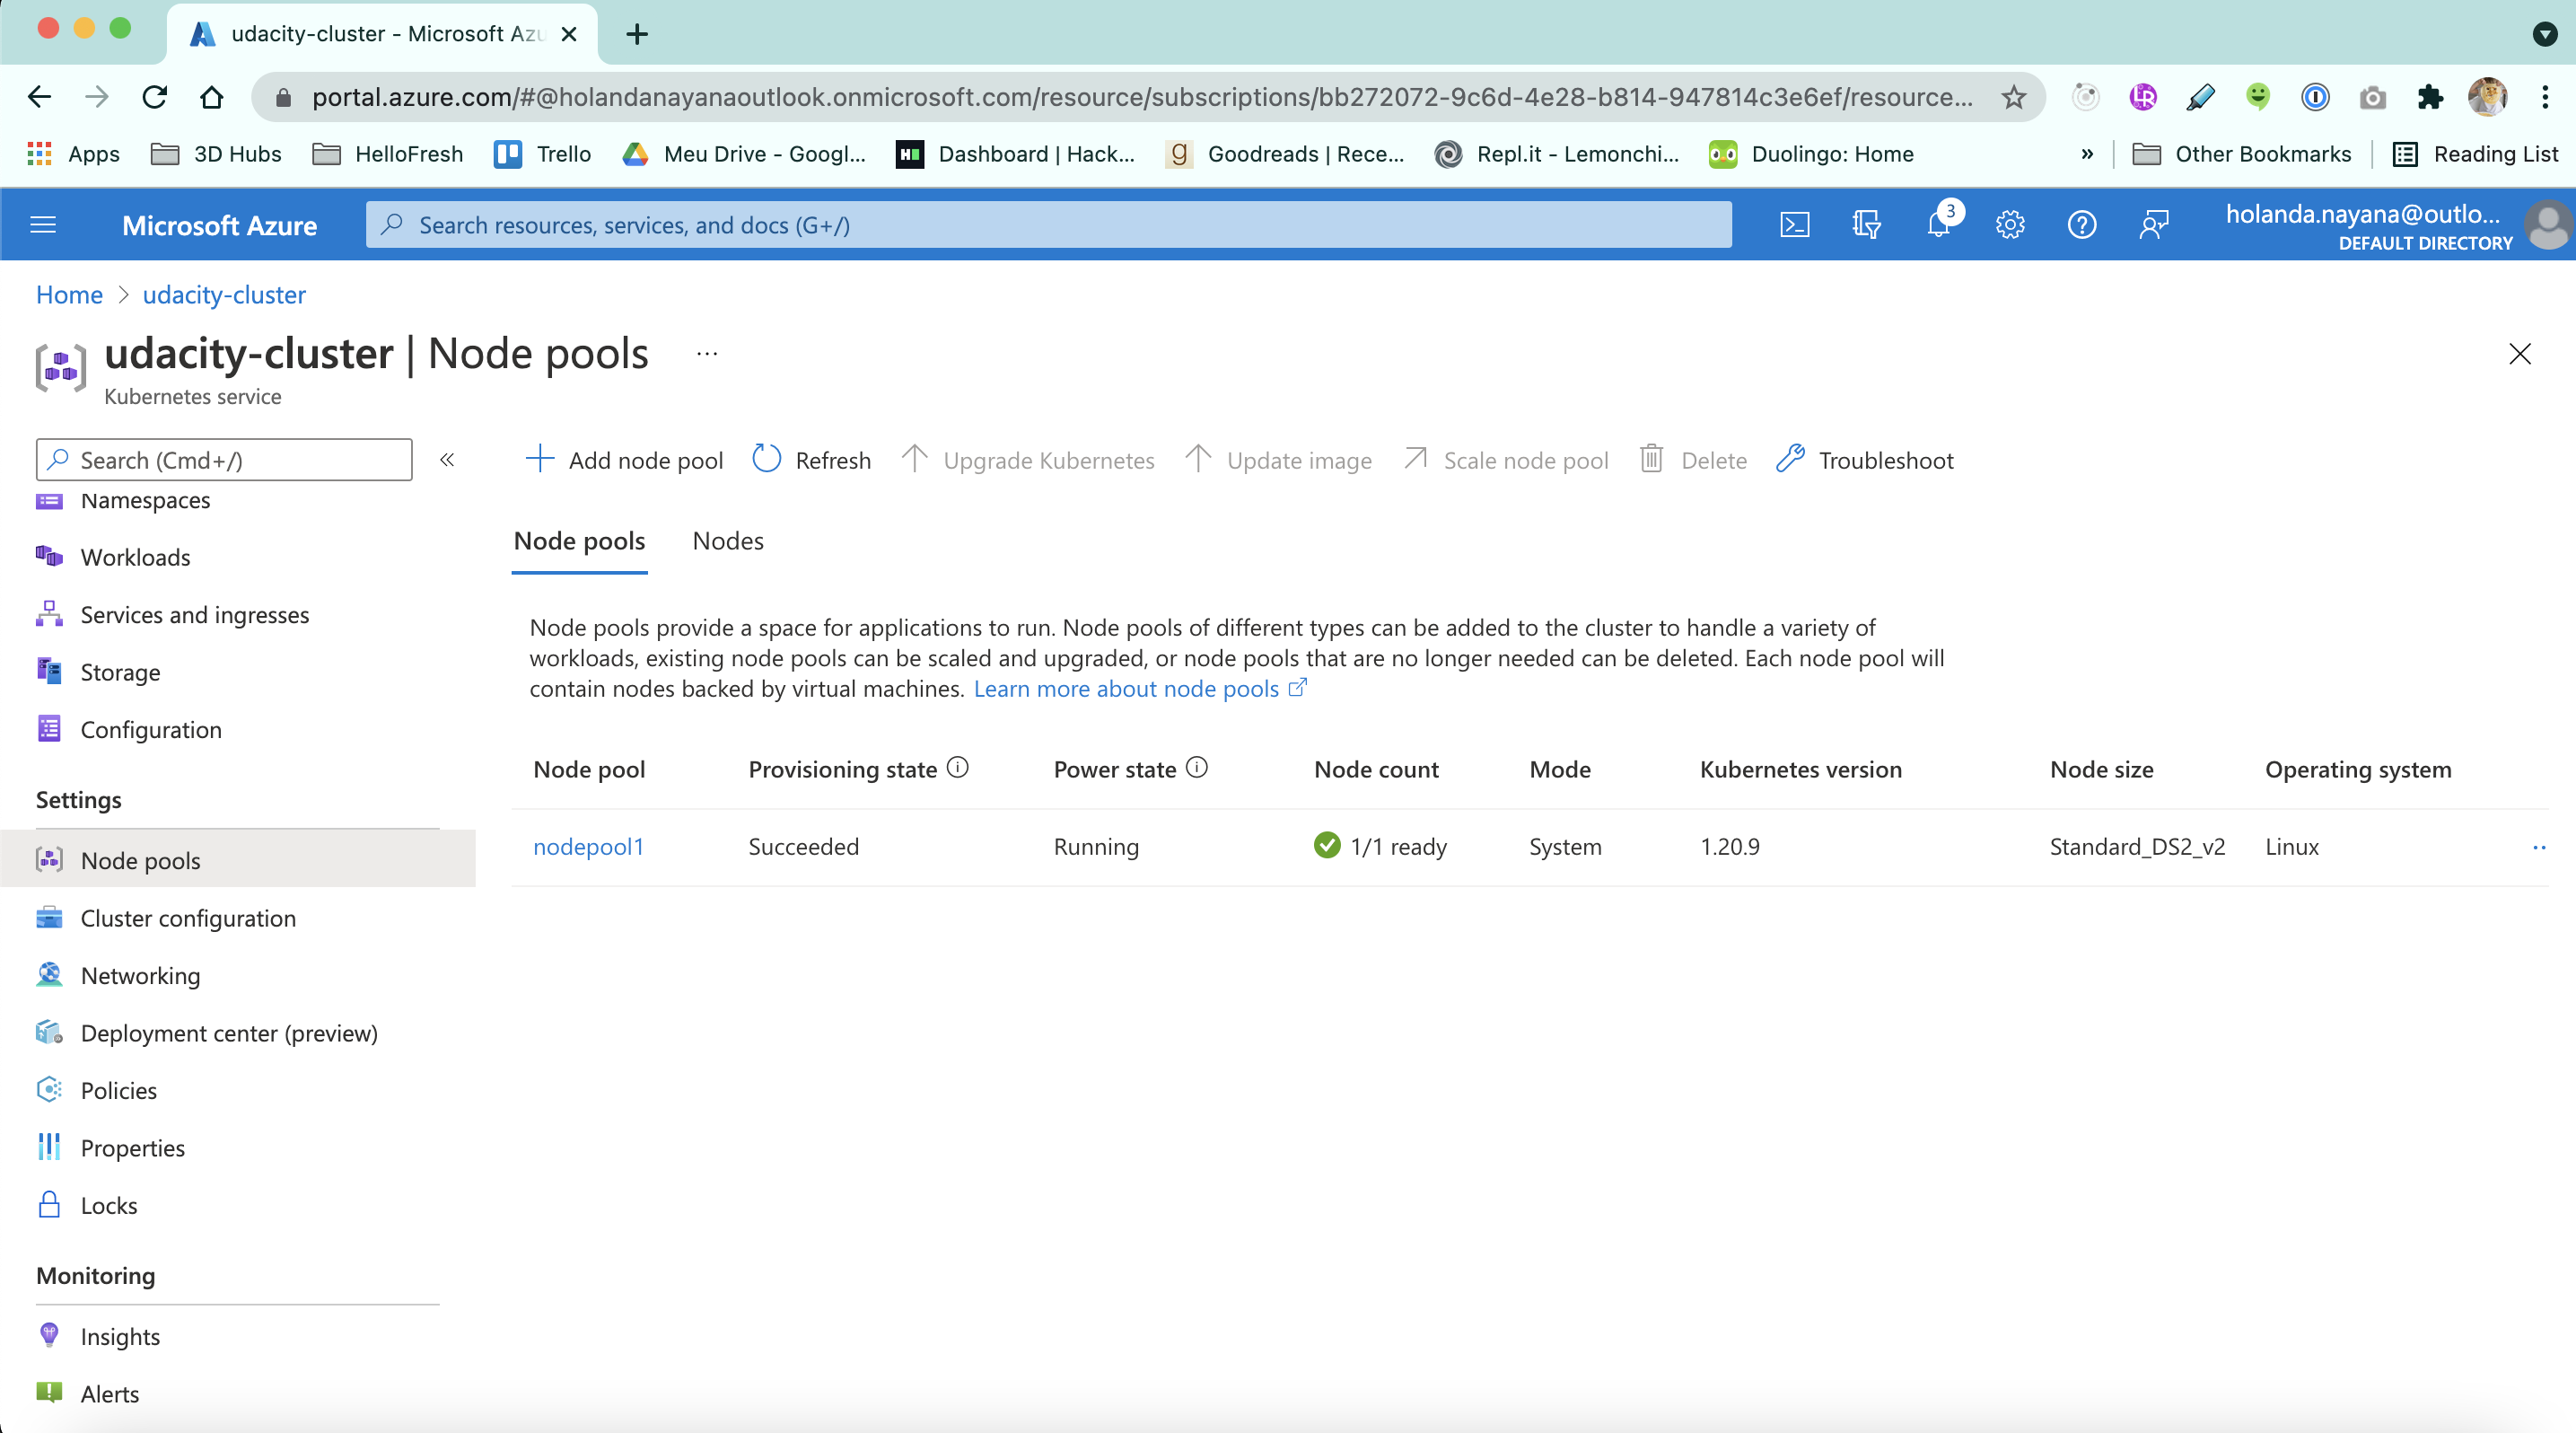 udacity-cluster - Microsoft Azu
portal.azure.com/#@holandanayanaoutlook.onmicrosoft.com/resource/subscriptions/bb272072-9c6d-4e28-b814-947814c3e6ef/resource...
Apps 3D Hubs HelloFresh Trello Meu Drive - Googl... Dashboard | Hack... Goodreads | Rece... Repl.it - Lemonchi... Duolingo: Home » Other Bookmarks Reading List
Microsoft Azure Search resources, services, and docs (G+/) 3 holanda.nayana@outlo...
DEFAULT DIRECTORY
Home > udacity-cluster
udacity-cluster | Node pools ...
Kubernetes service
Search (Cmd+/) «
Add node pool Refresh Upgrade Kubernetes Update image Scale node pool Delete Troubleshoot
Namespaces
Workloads
Services and ingresses
Storage
Configuration
Settings
Node pools
Cluster configuration
Networking
Deployment center (preview)
Policies
Properties
Locks
Monitoring
Insights
Alerts
Node pools Nodes
Node pools provide a space for applications to run. Node pools of different types can be added to the cluster to handle a variety of
workloads, existing node pools can be scaled and upgraded, or node pools that are no longer needed can be deleted. Each node pool will
contain nodes backed by virtual machines. Learn more about node pools
Node pool Provisioning state Power state Node count Mode Kubernetes version Node size Operating system
nodepool1 Succeeded Running 1/1 ready System 1.20.9 Standard_DS2_v2 Linux